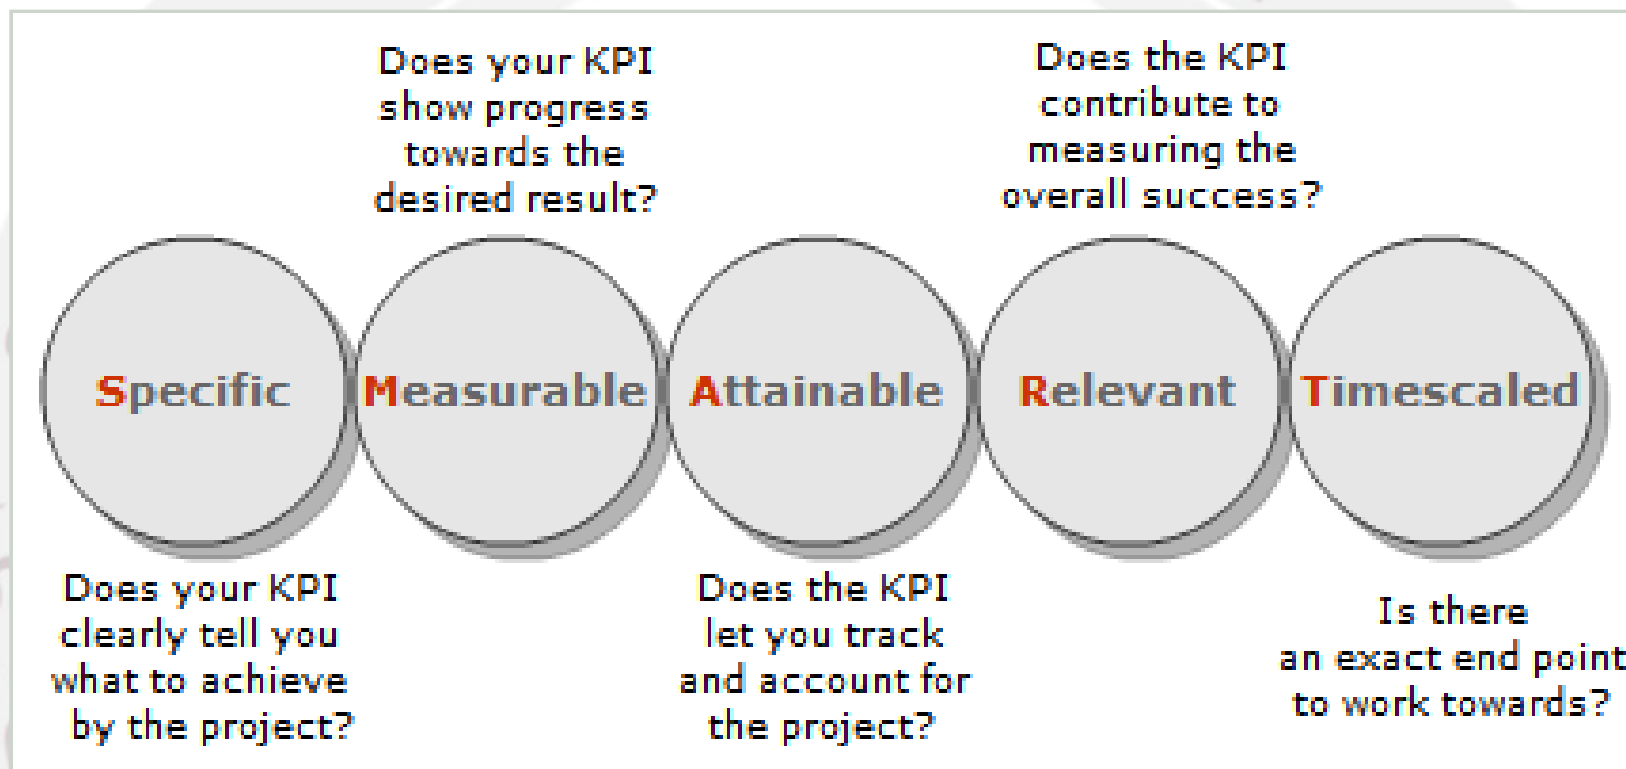 Does your KPI
show progress
towards the
desired result?
Does the KPI
contribute to
measuring the
overall success?
Specific
Measurable
Attainable
Relevant
Timescaled
Does your KPI
clearly tell you
what to achieve
by the project?
Does the KPI
let you track
and account for
the project?
Is there
an exact end point
to work towards?